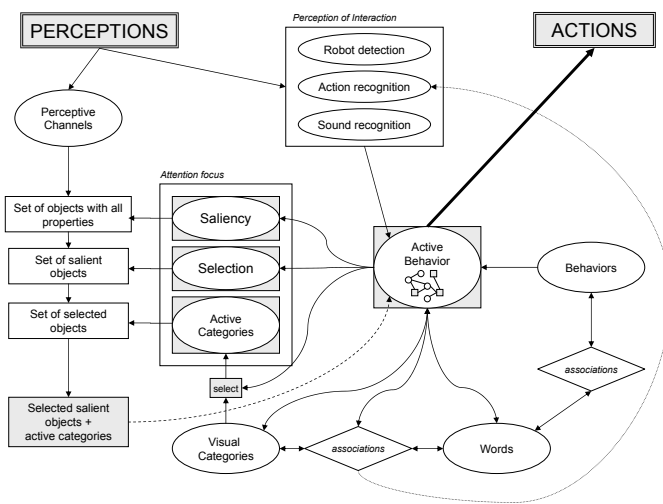 PERCEPTIONS
Perception of Interaction
Robot detection
Action recognition
Sound recognition
ACTIONS
Perceptive
Channels
Attention focus
Set of objects with all
properties
Saliency
Set of salient
objects
Selection
Set of selected
objects
Active
Categories
Active
Behavior
Behaviors
associations
select
Selected salient
objects +
active categories
Visual
Categories
associations
Words